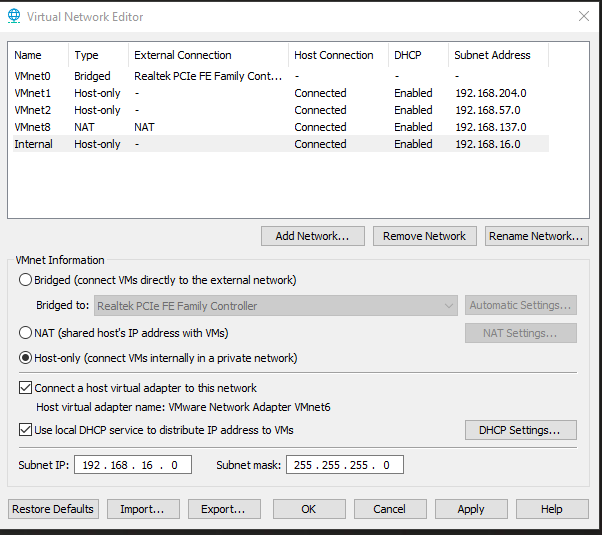 Virtual Network Editor
Name Type External Connection Host Connection DHCP Subnet Address
VMnet0 Bridged Realtek PCIe FE Family Cont... - - -
VMnet1 Host-only - Connected Enabled 192.168.204.0
VMnet2 Host-only - Connected Enabled 192.168.57.0
VMnet8 NAT NAT Connected Enabled 192.168.137.0
Internal Host-only - Connected Enabled 192.168.16.0
Add Network... Remove Network Rename Network...
VMnet Information
Bridged (connect VMs directly to the external network)
Bridged to: Realtek PCIe FE Family Controller Automatic Settings...
NAT (shared host's IP address with VMs) NAT Settings...
Host-only (connect VMs internally in a private network)
Connect a host virtual adapter to this network
Host virtual adapter name: VMware Network Adapter VMnet6
Use local DHCP service to distribute IP address to VMs DHCP Settings...
Subnet IP: 192 . 168 . 16 . 0 Subnet mask: 255 . 255 . 255 . 0
Restore Defaults Import... Export... OK Cancel Apply Help